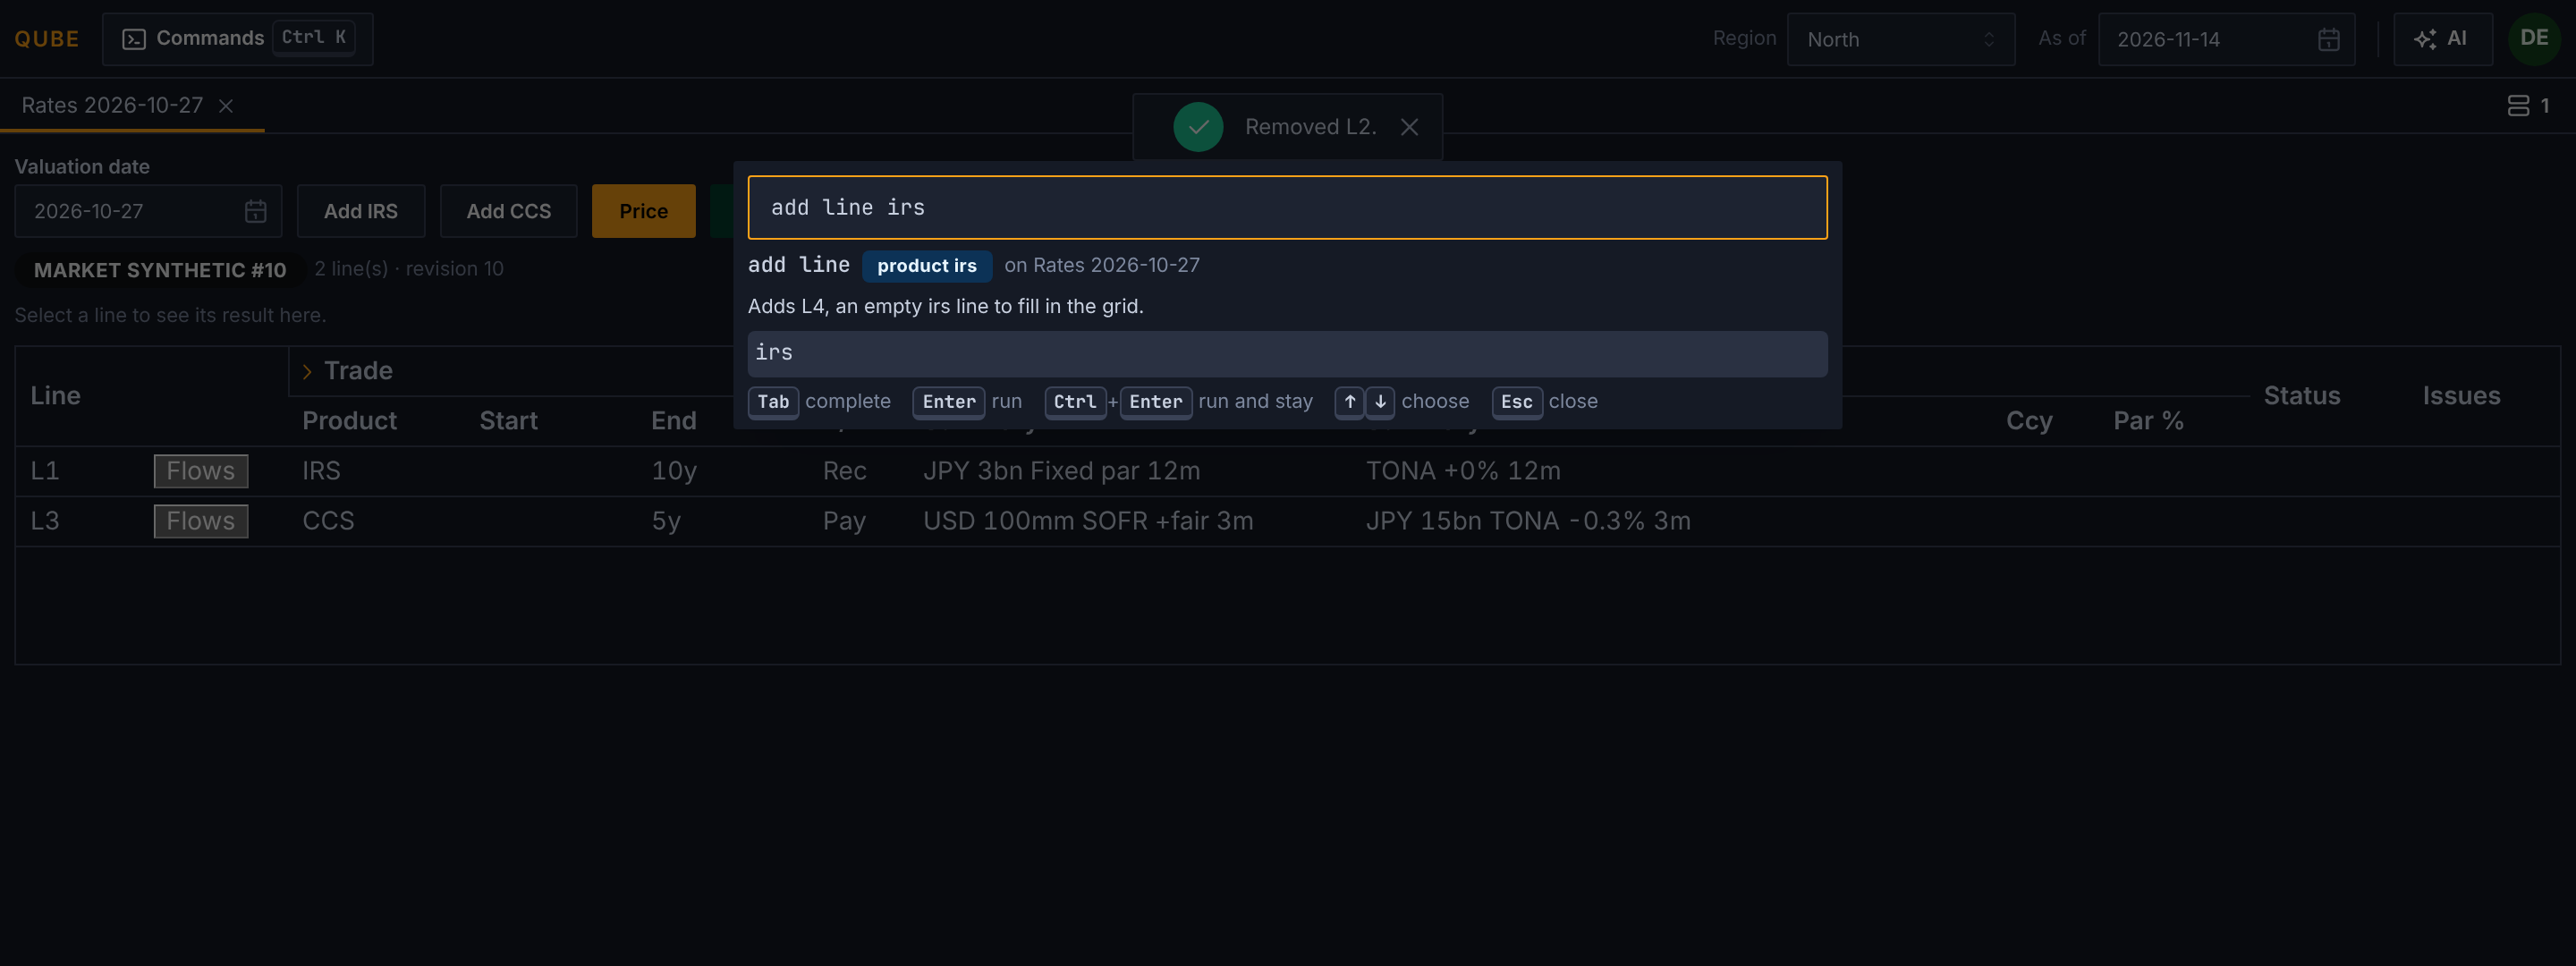 QUBE Commands Ctrl K Region North As of 2026-11-14 AI DE
Rates 2026-10-27 1
Removed L2.
Valuation date
2026-10-27 Add IRS Add CCS Price
add line irs
MARKET SYNTHETIC #10 2 line(s) · revision 10
add line product irs on Rates 2026-10-27
Select a line to see its result here.
Adds L4, an empty irs line to fill in the grid.
irs
Tab complete Enter run Ctrl+Enter run and stay ↑ ↓ choose Esc close
Line Trade Status Issues
Product Start End Ccy Par %
L1 Flows IRS 10y Rec JPY 3bn Fixed par 12m TONA +0% 12m
L3 Flows CCS 5y Pay USD 100mm SOFR +fair 3m JPY 15bn TONA -0.3% 3m